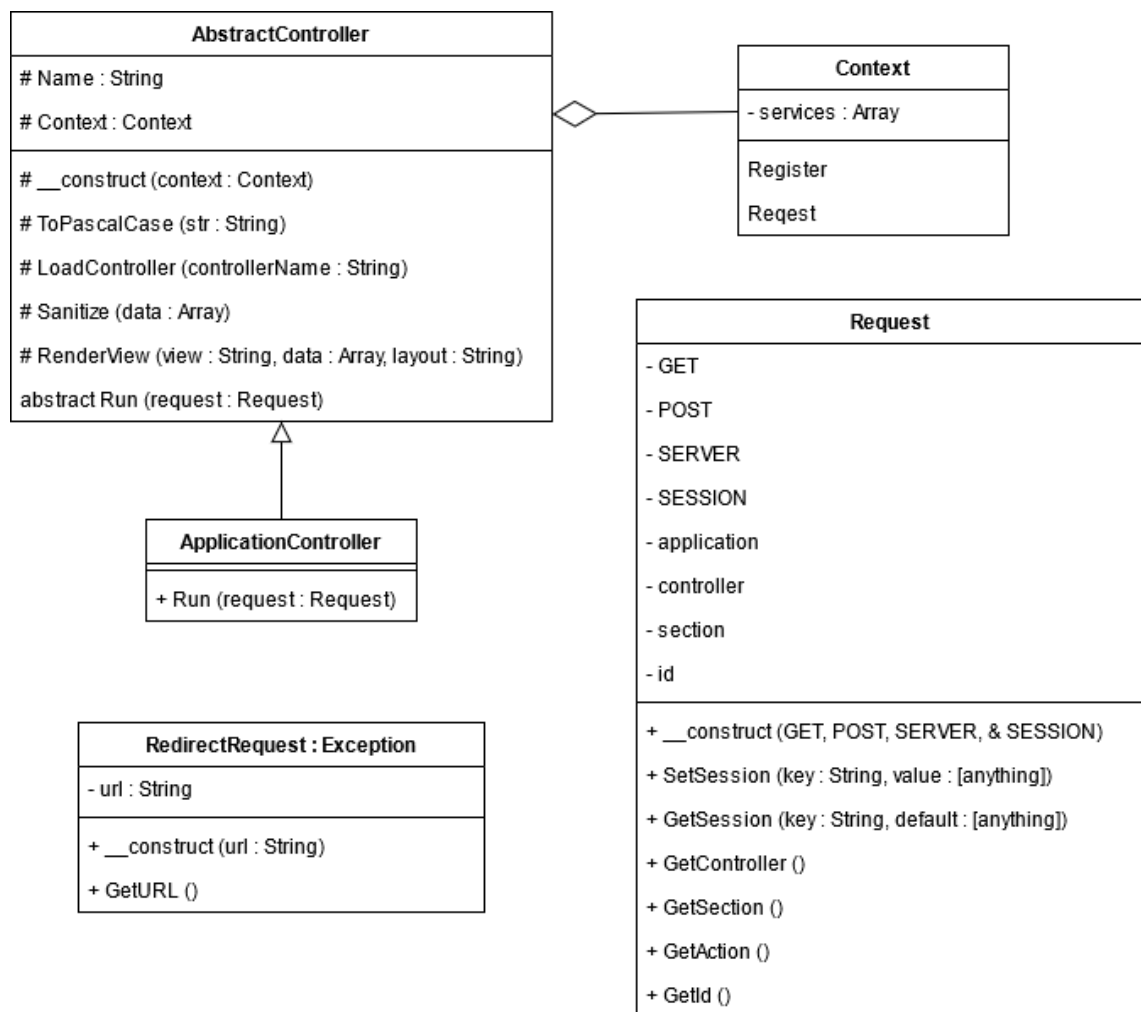 AbstractController
# Name : String
# Context : Context
# __construct (context : Context)
# ToPascalCase (str : String)
# LoadController (controllerName : String)
# Sanitize (data : Array)
# RenderView (view : String, data : Array, layout : String)
abstract Run (request : Request)
Context
- services : Array
Register
Reqest
ApplicationController
+ Run (request : Request)
RedirectRequest : Exception
- url : String
+ __construct (url : String)
+ GetURL ()
Request
- GET
- POST
- SERVER
- SESSION
- application
- controller
- section
- id
+ __construct (GET, POST, SERVER, & SESSION)
+ SetSession (key : String, value : [anything])
+ GetSession (key : String, default : [anything])
+ GetController ()
+ GetSection ()
+ GetAction ()
+ GetId ()